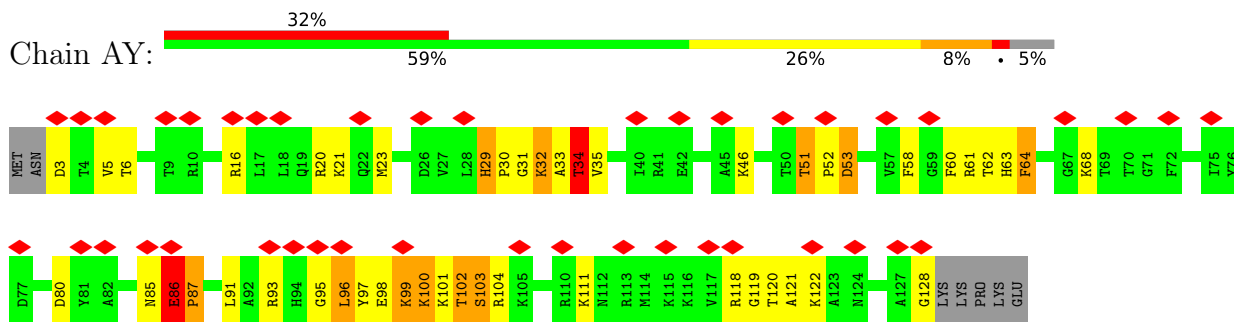 32%
Chain AY:
59% 26% 8% • 5%
MET ASN D3 T4 V5 T6 T9 R10 R16 L17 L18 Q19 R20 K21 Q22 M23 D26 V27 L28 H29 P30 G31 K32 A33 T34 V35 I40 R41 E42 A45 K46 T50 T51 P52 D53 V57 F58 G59 F60 R61 T62 H63 F64 G67 K68 T69 T70 G71 F72 I75 Y76
D77 D80 Y81 A82 N85 E86 P87 L91 A92 R93 H94 G95 L96 Y97 E98 K99 K100 K101 T102 S103 R104 K105 R110 K111 N112 R113 M114 K115 K116 V117 R118 G119 T120 A121 K122 A123 N124 A127 G128 LYS LYS PRO LYS GLU